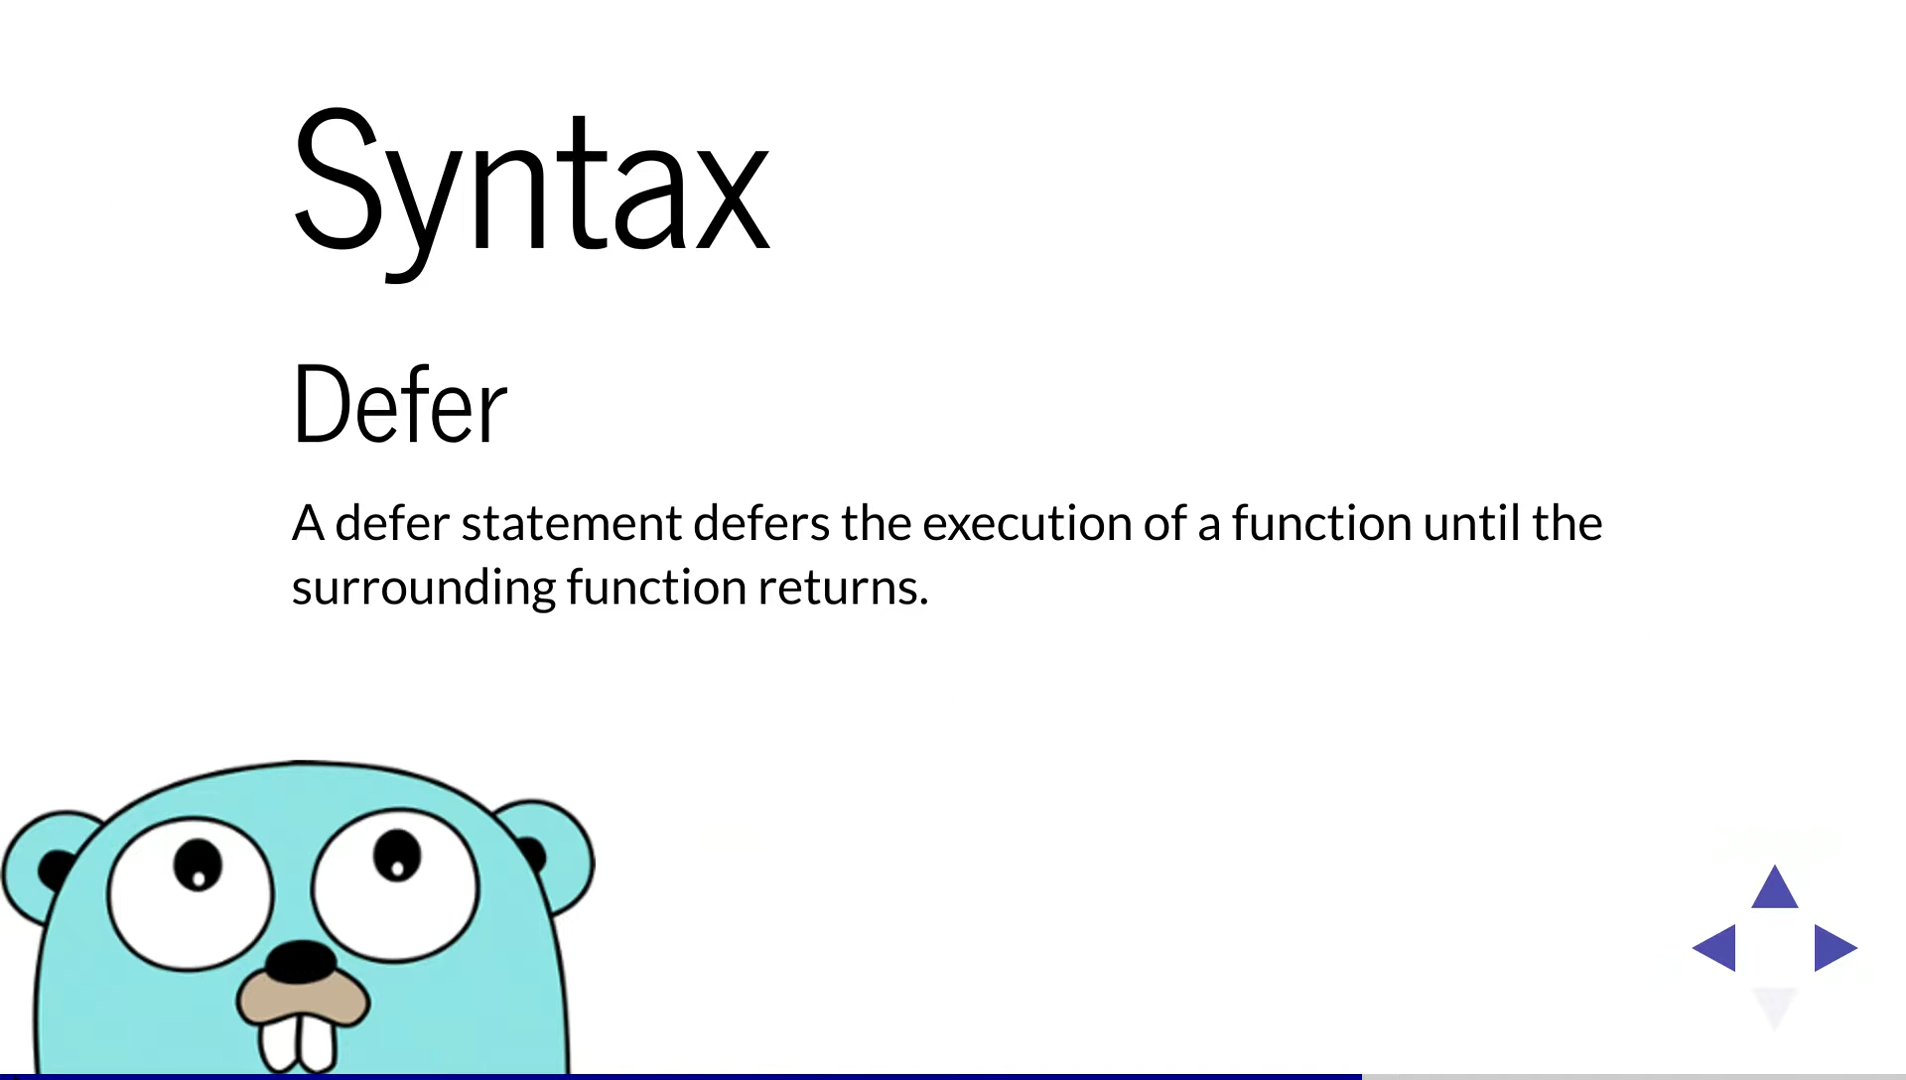 Syntax
Defer
A defer statement defers the execution of a function until the
surrounding function returns.